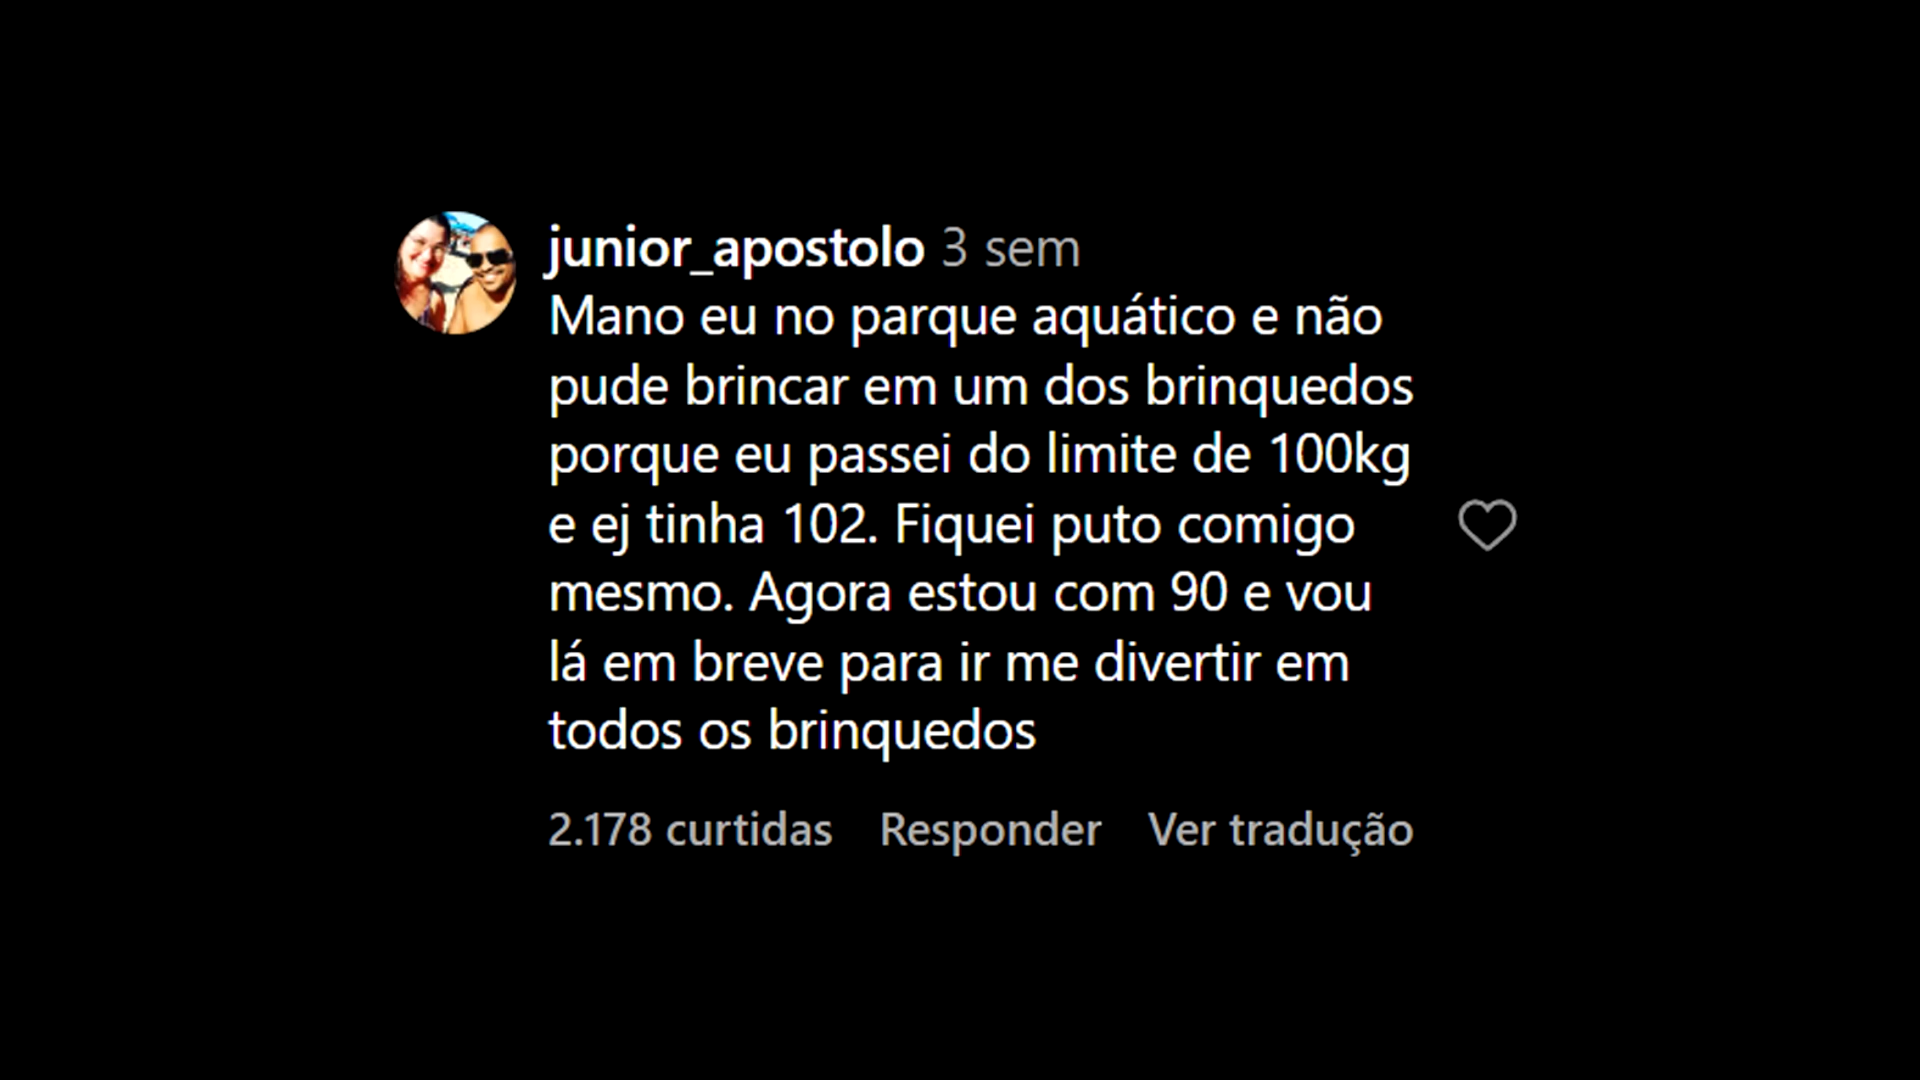 junior_apostolo 3 sem
Mano eu no parque aquático e não
pude brincar em um dos brinquedos
porque eu passei do limite de 100kg
e ej tinha 102. Fiquei puto comigo
mesmo. Agora estou com 90 e vou
lá em breve para ir me divertir em
todos os brinquedos
2.178 curtidas Responder Ver tradução